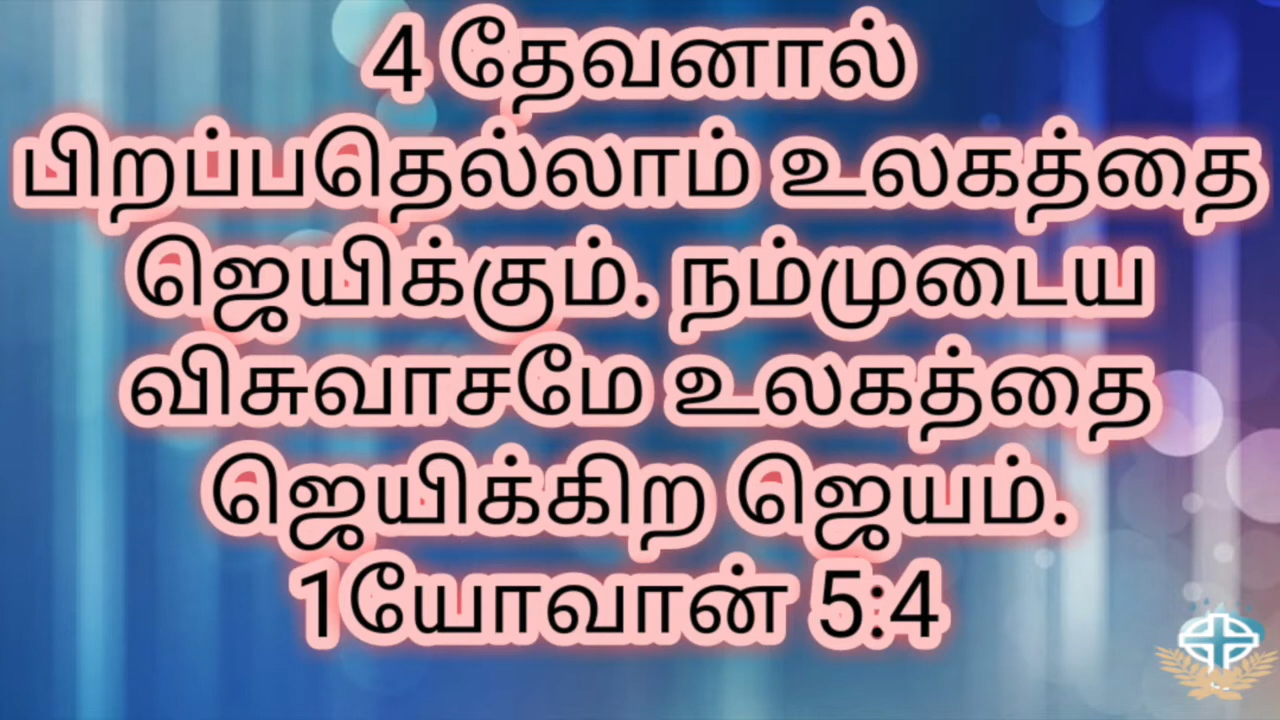 4 தேவனால்
பிறப்பதெல்லாம் உலகத்தை
ஜெயிக்கும். நம்முடைய
விசுவாசமே உலகத்தை
ஜெயிக்கிற ஜெயம்.
1யோவான் 5:4